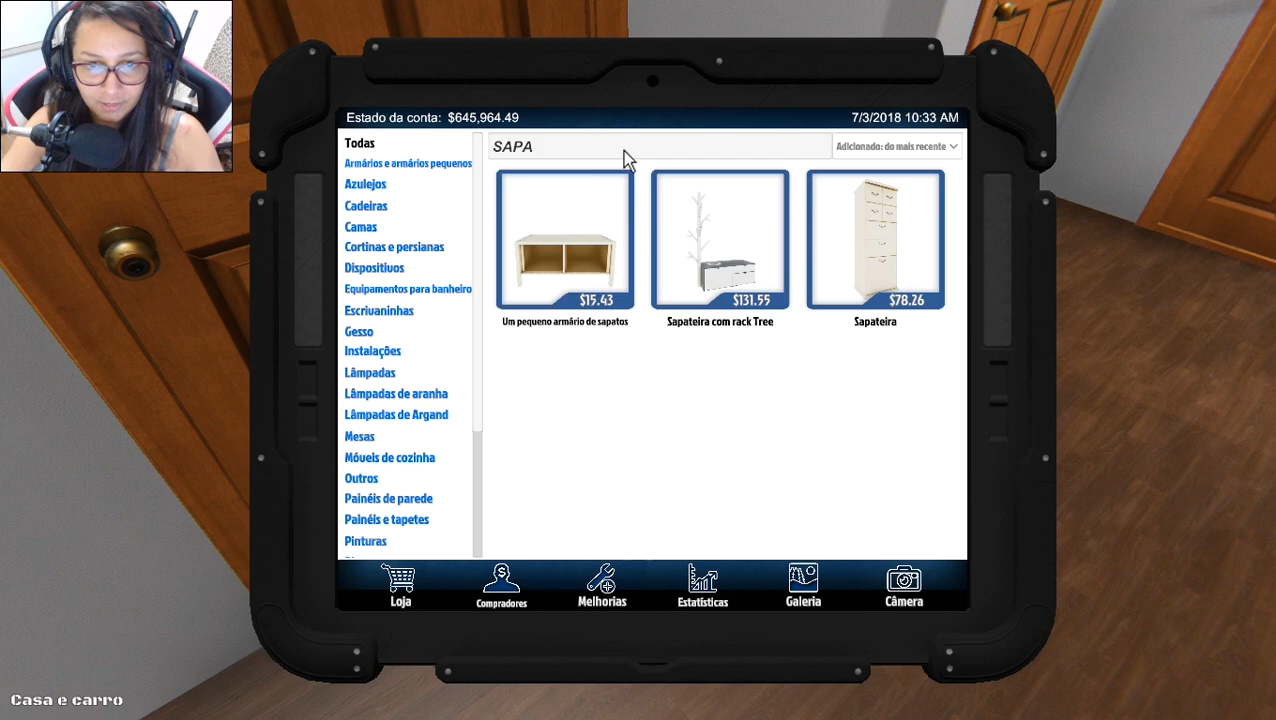 Estado da conta: $645,964.49
7/3/2018 10:33 AM
Todas
Armários e armários pequenos
Azulejos
Cadeiras
Camas
Cortinas e persianas
Dispositivos
Equipamentos para banheiro
Escrivaninhas
Gesso
Instalações
Lâmpadas
Lâmpadas de aranha
Lâmpadas de Argand
Mesas
Móveis de cozinha
Outros
Painéis de parede
Painéis e tapetes
Pinturas
SAPA
Adicionado: do mais recente
$15.43
$131.55
$78.26
Um pequeno armário de sapatos
Sapateira com rack Tree
Sapateira
Loja
Compradores
Melhorias
Estatísticas
Galeria
Câmera
Casa e carro